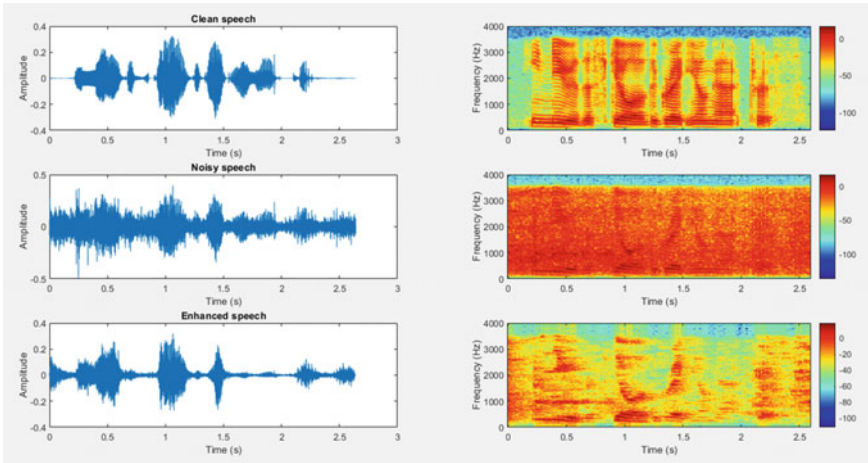 Clean speech
0.4
0.2
0
-0.2
-0.4
Amplitude
0 0.5 1 1.5 2 2.5 3
Time (s)
4000
3000
2000
1000
0
Frequency (Hz)
0 0.5 1 1.5 2 2.5
Time (s)
0
-50
-100
Noisy speech
0.5
0
-0.5
Amplitude
0 0.5 1 1.5 2 2.5 3
Time (s)
4000
3000
2000
1000
0
Frequency (Hz)
0 0.5 1 1.5 2 2.5
Time (s)
0
-50
-100
Enhanced speech
0.4
0.2
0
-0.2
-0.4
Amplitude
0 0.5 1 1.5 2 2.5 3
Time (s)
4000
3000
2000
1000
0
Frequency (Hz)
0 0.5 1 1.5 2 2.5
Time (s)
0
-20
-40
-60
-80
-100